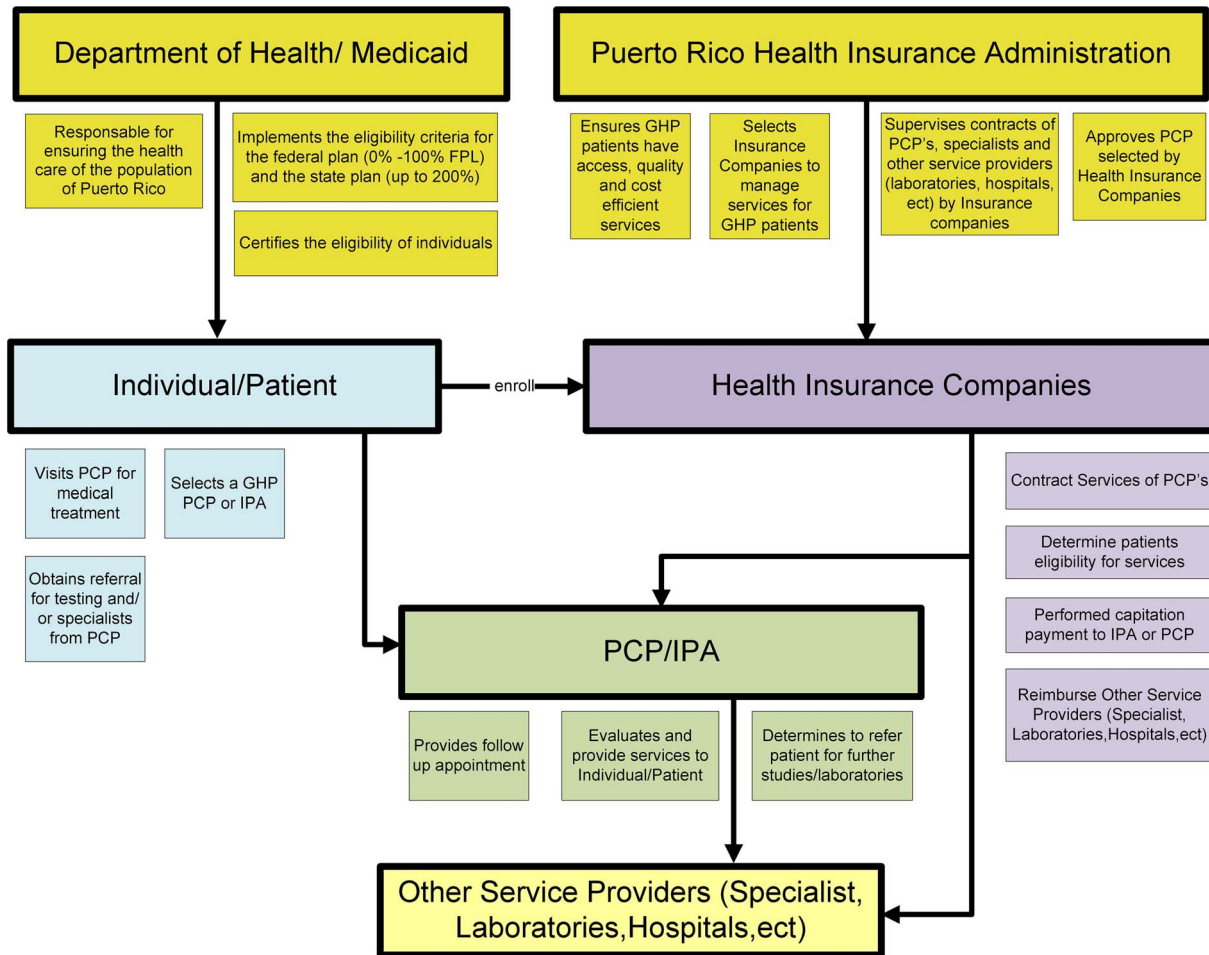 Department of Health/ Medicaid
Puerto Rico Health Insurance Administration
Responsable for
ensuring the health
care of the population
of Puerto Rico
Implements the eligibility criteria for
the federal plan (0% -100% FPL)
and the state plan (up to 200%)
Certifies the eligibility of individuals
Ensures GHP
patients have
access, quality
and cost
efficient
services
Selects
Insurance
Companies to
manage
services for
GHP patients
Supervises contracts of
PCP's, specialists and
other service providers
(laboratories, hospitals,
ect) by Insurance
companies
Approves PCP
selected by
Health Insurance
Companies
Individual/Patient
enroll
Health Insurance Companies
Visits PCP for
medical
treatment
Selects a GHP
PCP or IPA
Obtains referral
for testing and/
or specialists
from PCP
Contract Services of PCP's
Determine patients
eligibility for services
Performed capitation
payment to IPA or PCP
Reimburse Other Service
Providers (Specialist,
Laboratories,Hospitals,ect)
PCP/IPA
Provides follow
up appointment
Evaluates and
provide services to
Individual/Patient
Determines to refer
patient for further
studies/laboratories
Other Service Providers (Specialist,
Laboratories,Hospitals,ect)